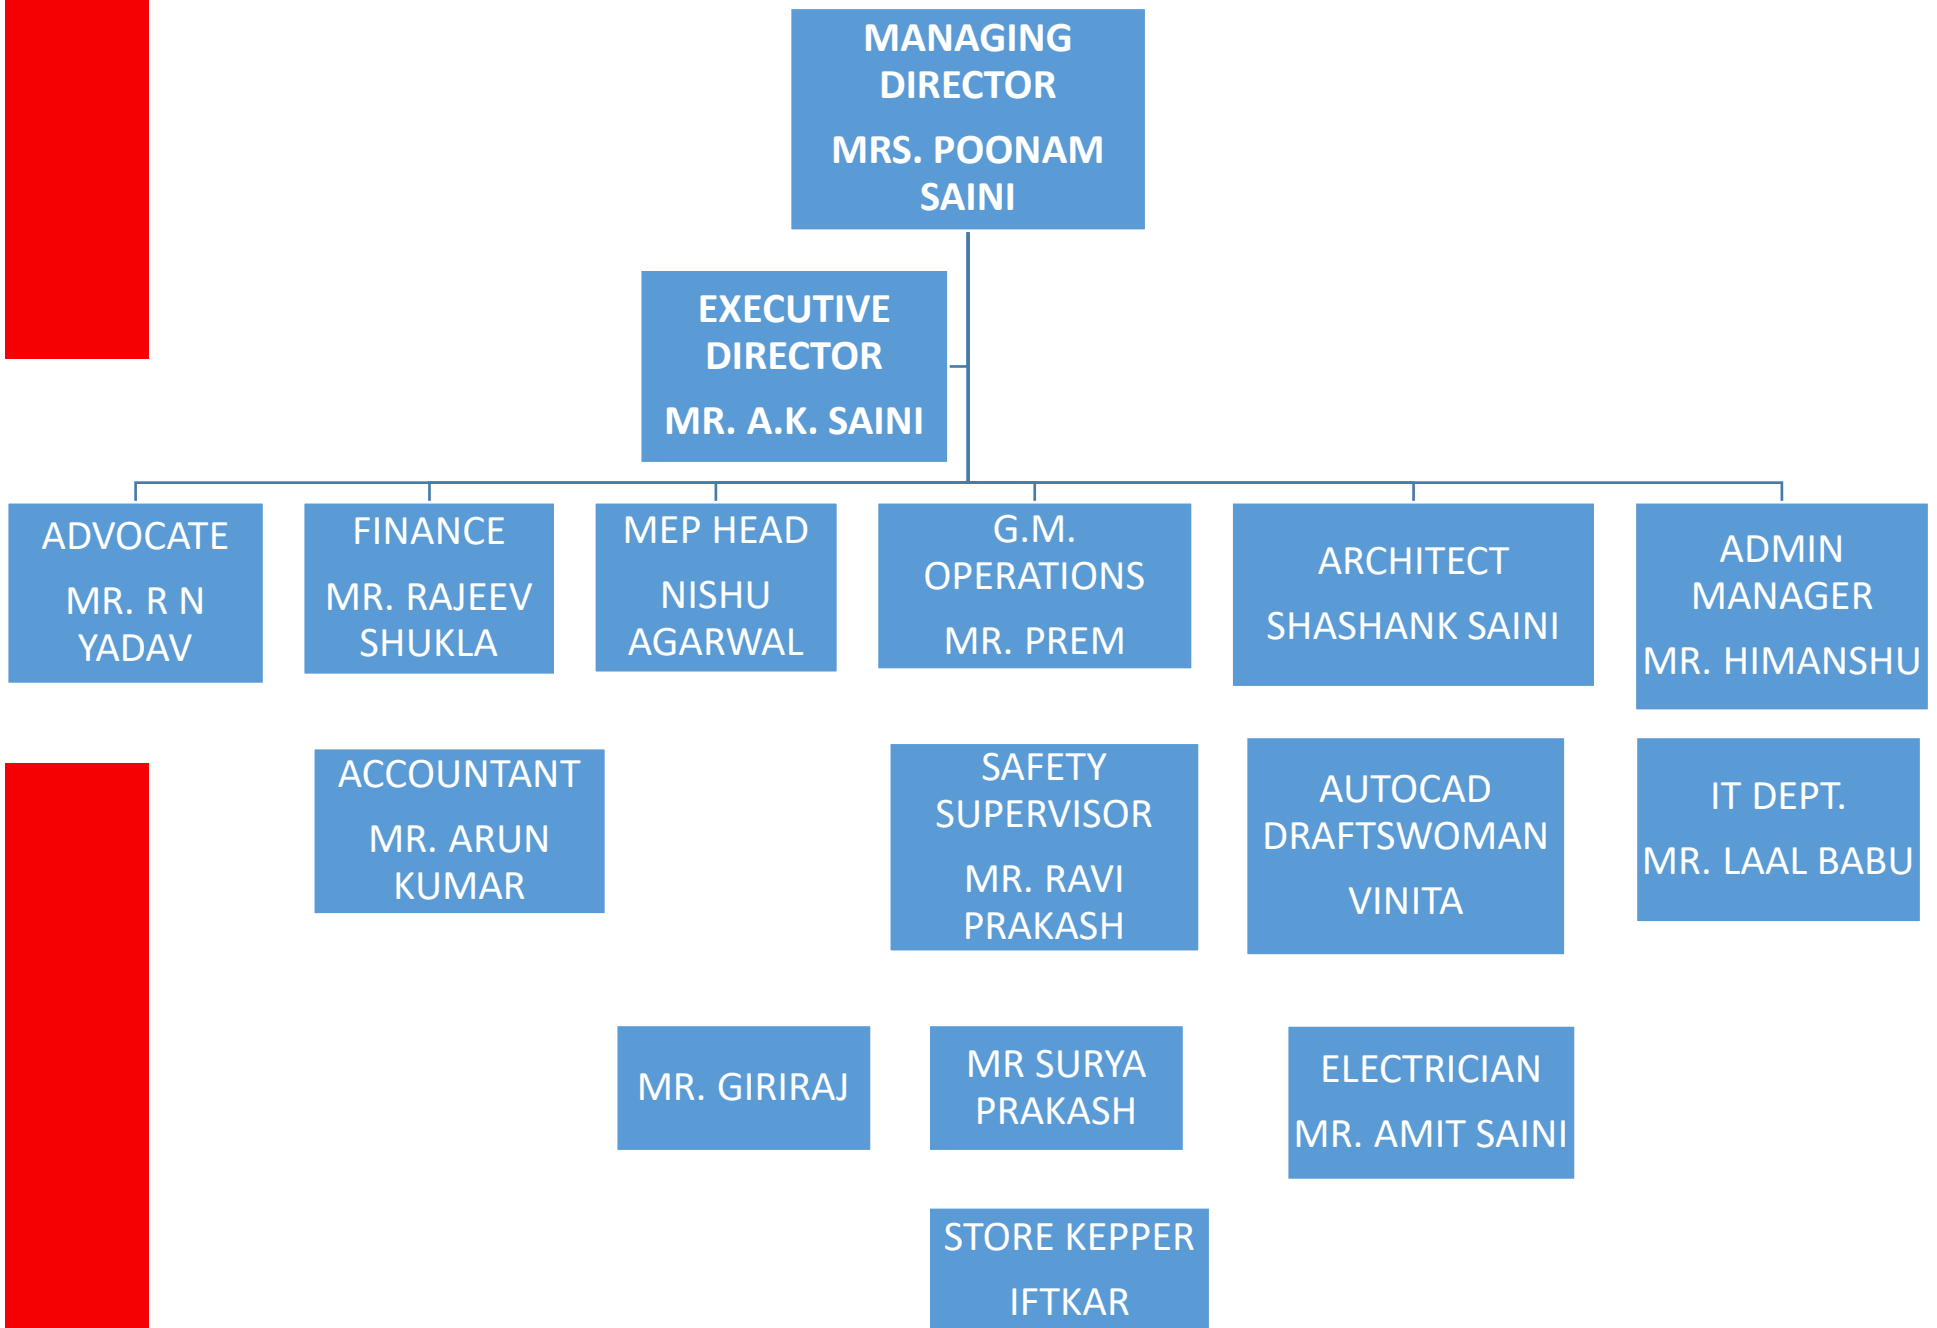 MANAGING
DIRECTOR
MRS. POONAM
SAINI
EXECUTIVE
DIRECTOR
MR. A.K. SAINI
ADVOCATE
MR. R N
YADAV
FINANCE
MR. RAJEEV
SHUKLA
MEP HEAD
NISHU
AGARWAL
G.M.
OPERATIONS
MR. PREM
ARCHITECT
SHASHANK SAINI
ADMIN
MANAGER
MR. HIMANSHU
ACCOUNTANT
MR. ARUN
KUMAR
SAFETY
SUPERVISOR
MR. RAVI
PRAKASH
AUTOCAD
DRAFTSWOMAN
VINITA
IT DEPT.
MR. LAAL BABU
MR. GIRIRAJ
MR SURYA
PRAKASH
ELECTRICIAN
MR. AMIT SAINI
STORE KEPPER
IFTKAR